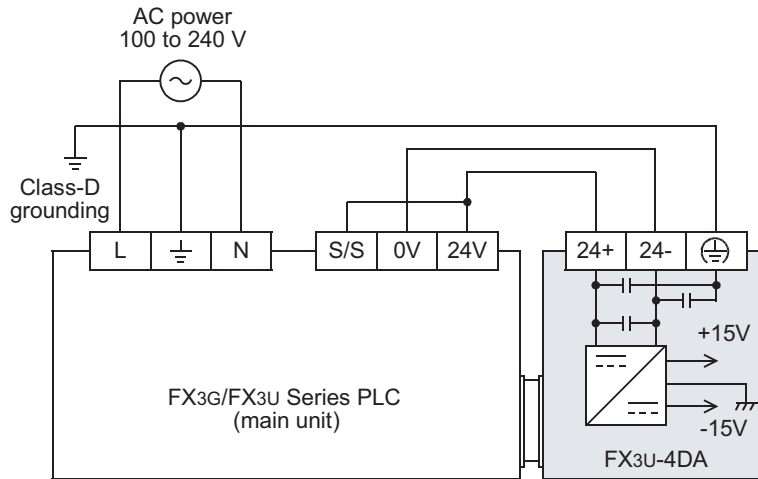 AC power
100 to 240 V
Class-D
grounding
L
N
S/S
0V
24V
24+
24-
+15V
-15V
FX3G/FX3U Series PLC
(main unit)
FX3U-4DA